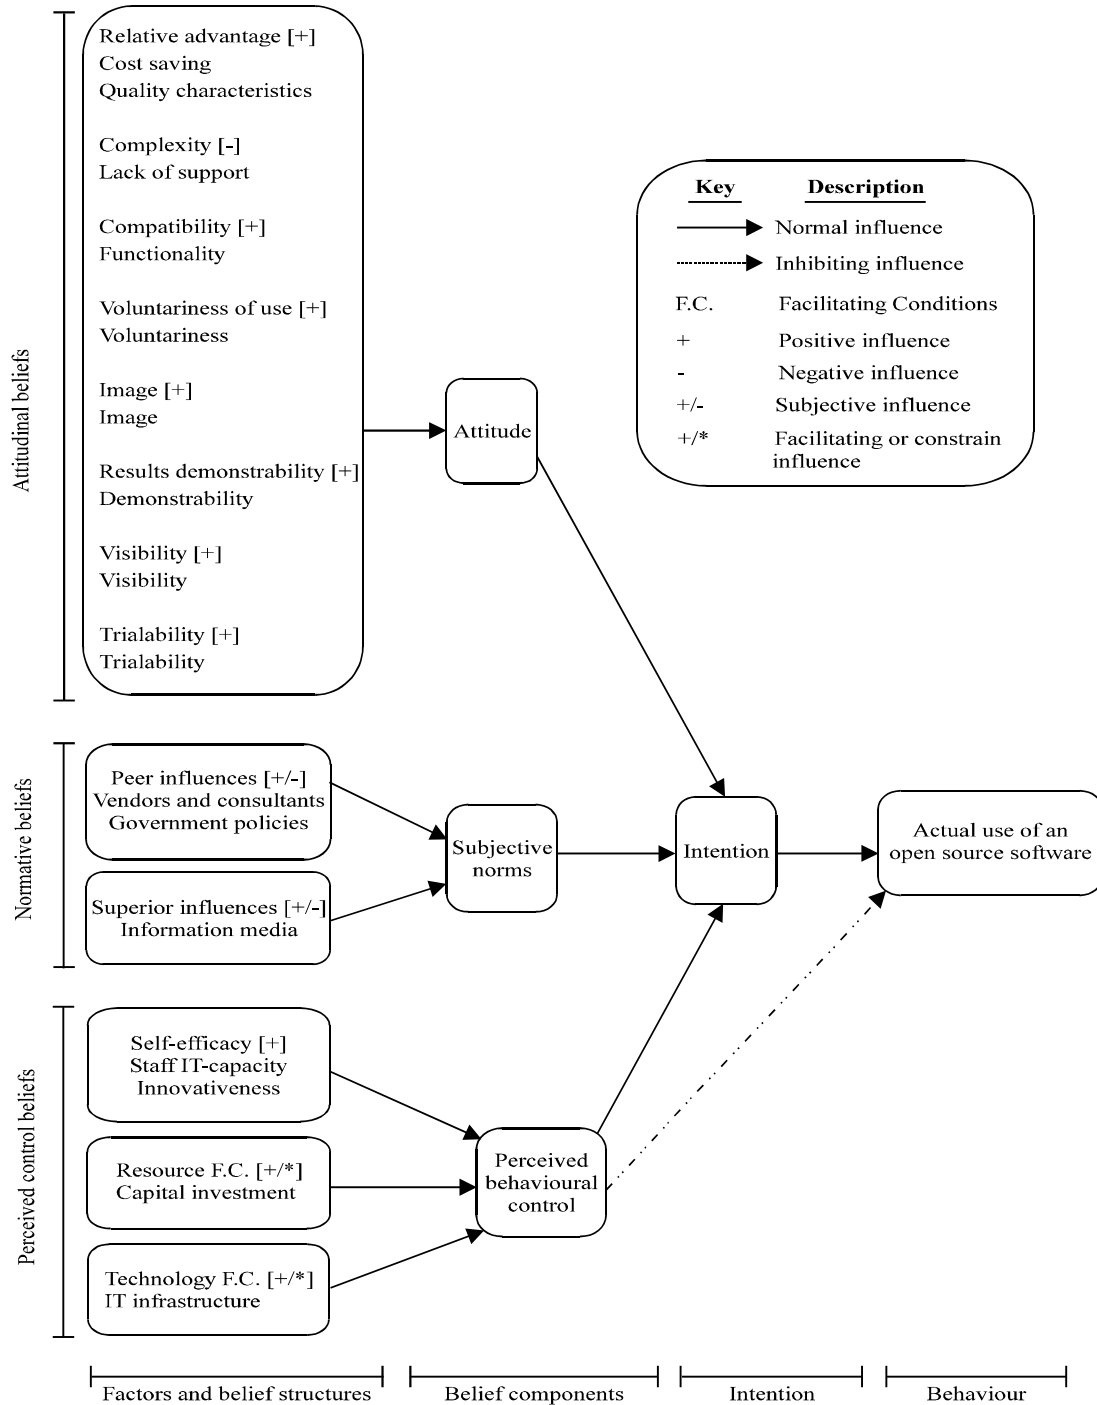 Attitudinal beliefs
Relative advantage [+]
Cost saving
Quality characteristics
Complexity [-]
Lack of support
Compatibility [+]
Functionality
Voluntariness of use [+]
Voluntariness
Image [+]
Image
Results demonstrability [+]
Demonstrability
Visibility [+]
Visibility
Trialability [+]
Trialability
Attitude
Key Description
Normal influence
Inhibiting influence
F.C. Facilitating Conditions
+ Positive influence
- Negative influence
+/- Subjective influence
+/* Facilitating or constrain
influence
Normative beliefs
Peer influences [+/-]
Vendors and consultants
Government policies
Superior influences [+/-]
Information media
Subjective
norms
Intention
Actual use of an
open source software
Perceived control beliefs
Self-efficacy [+]
Staff IT-capacity
Innovativeness
Resource F.C. [+/*]
Capital investment
Technology F.C. [+/*]
IT infrastructure
Perceived
behavioural
control
Factors and belief structures
Belief components
Intention
Behaviour